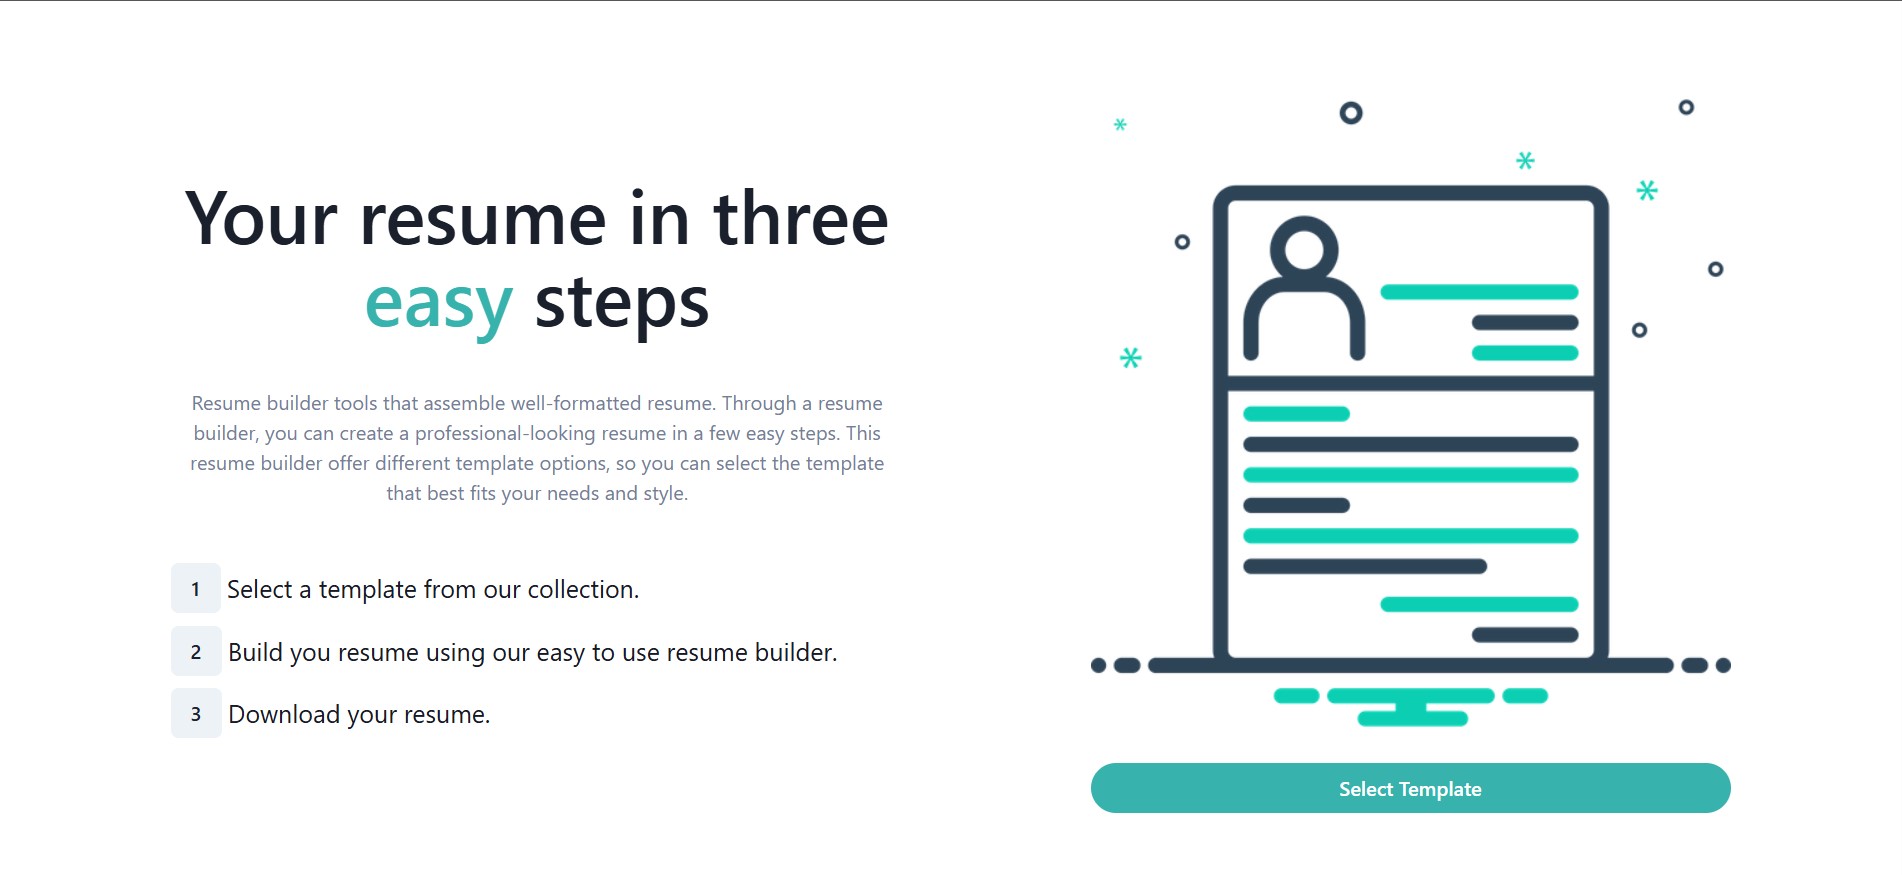 Your resume in three
easy steps
Resume builder tools that assemble well-formatted resume. Through a resume
builder, you can create a professional-looking resume in a few easy steps. This
resume builder offer different template options, so you can select the template
that best fits your needs and style.
1 Select a template from our collection.
2 Build you resume using our easy to use resume builder.
3 Download your resume.
Select Template